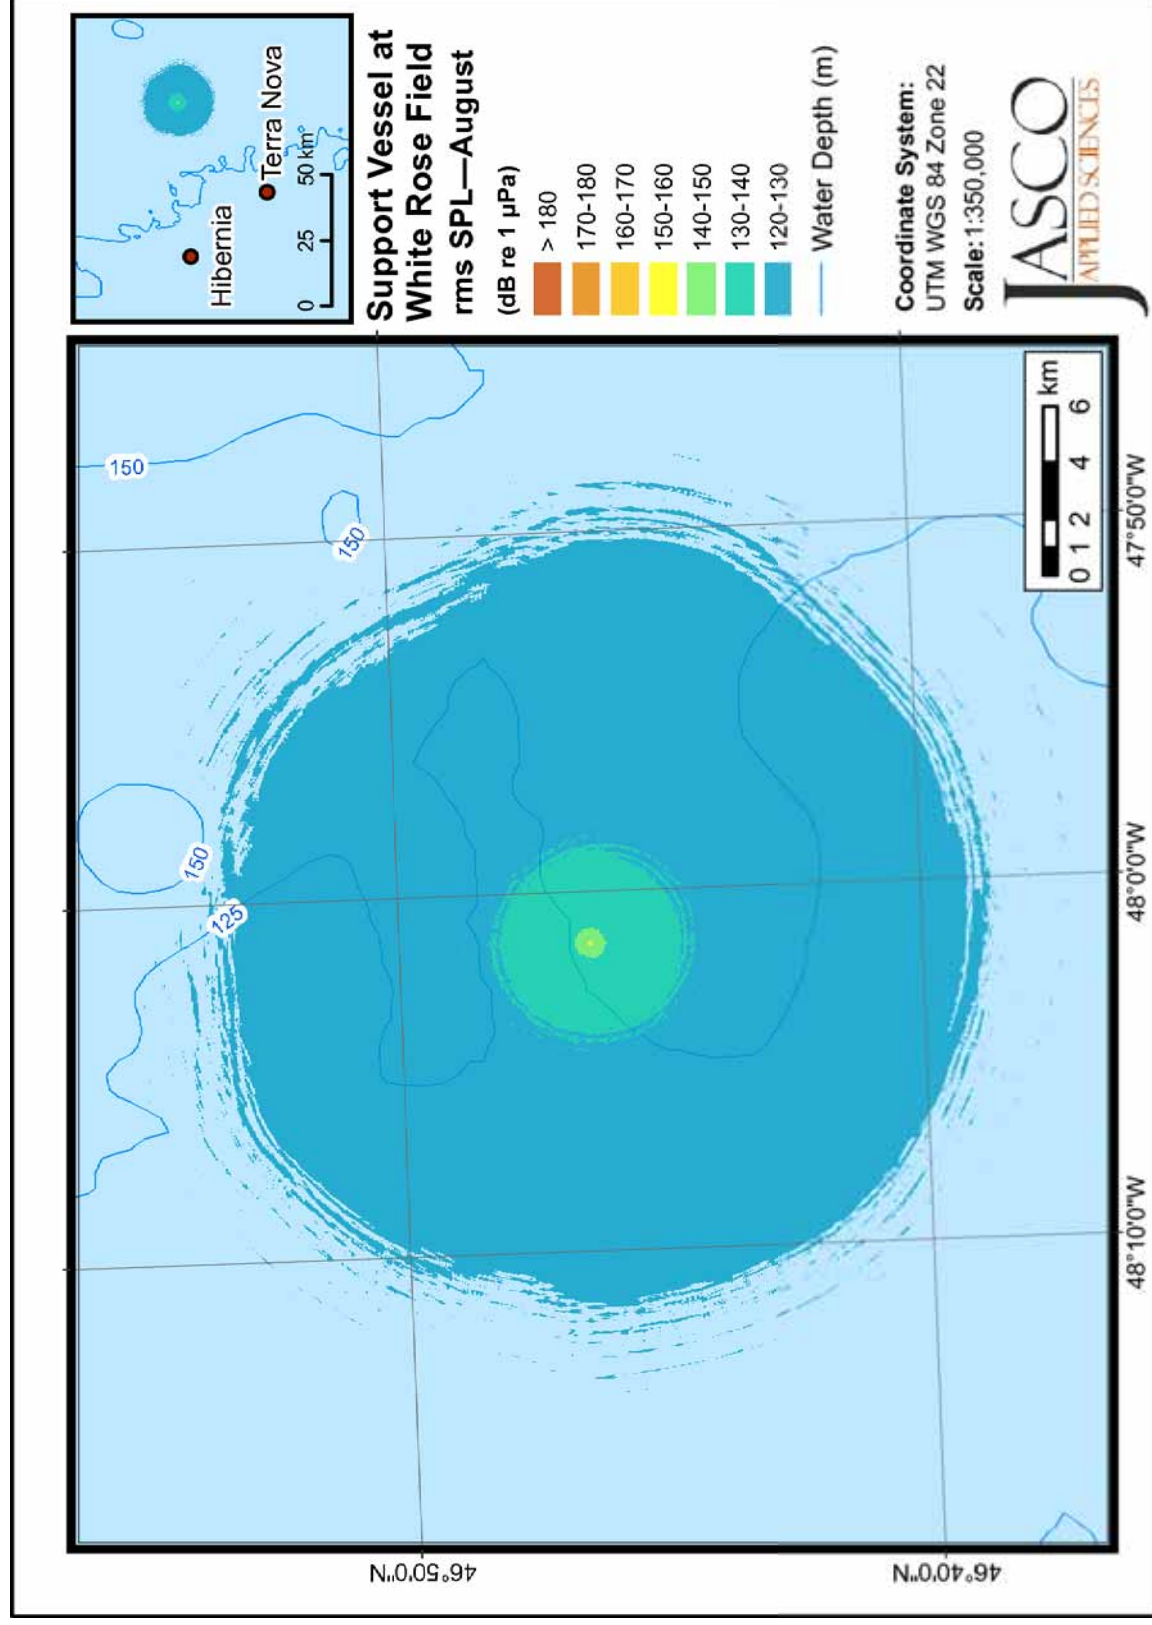 Hibernia
Terra Nova
0 25 50 km
Support Vessel at
White Rose Field
rms SPL—August
(dB re 1 µPa)
> 180
170-180
160-170
150-160
140-150
130-140
120-130
Water Depth (m)
Coordinate System:
UTM WGS 84 Zone 22
Scale: 1:350,000
JASCO
APPLIED SCIENCES
150
150
150
125
0 1 2 4 6
km
46°50'0"N
46°40'0"N
48°10'0"W
48°0'0"W
47°50'0"W